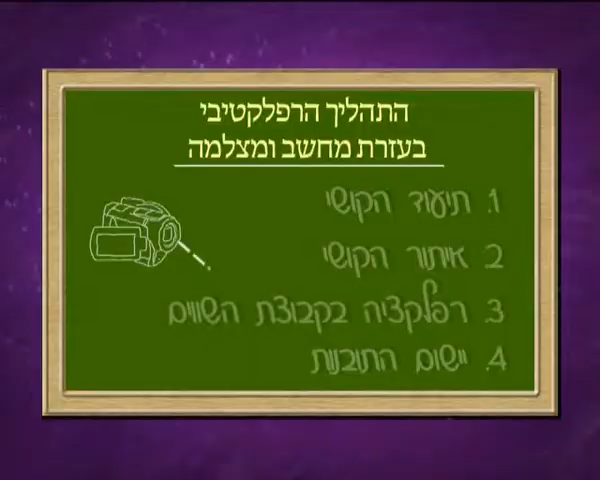 התהליך הרפלקטיבי
בעזרת מחשב ומצלמה
1. תיעוד הקושי
2. איתור הקושי
3. רפלקציה בקבוצת השווים
4. יישום התובנות